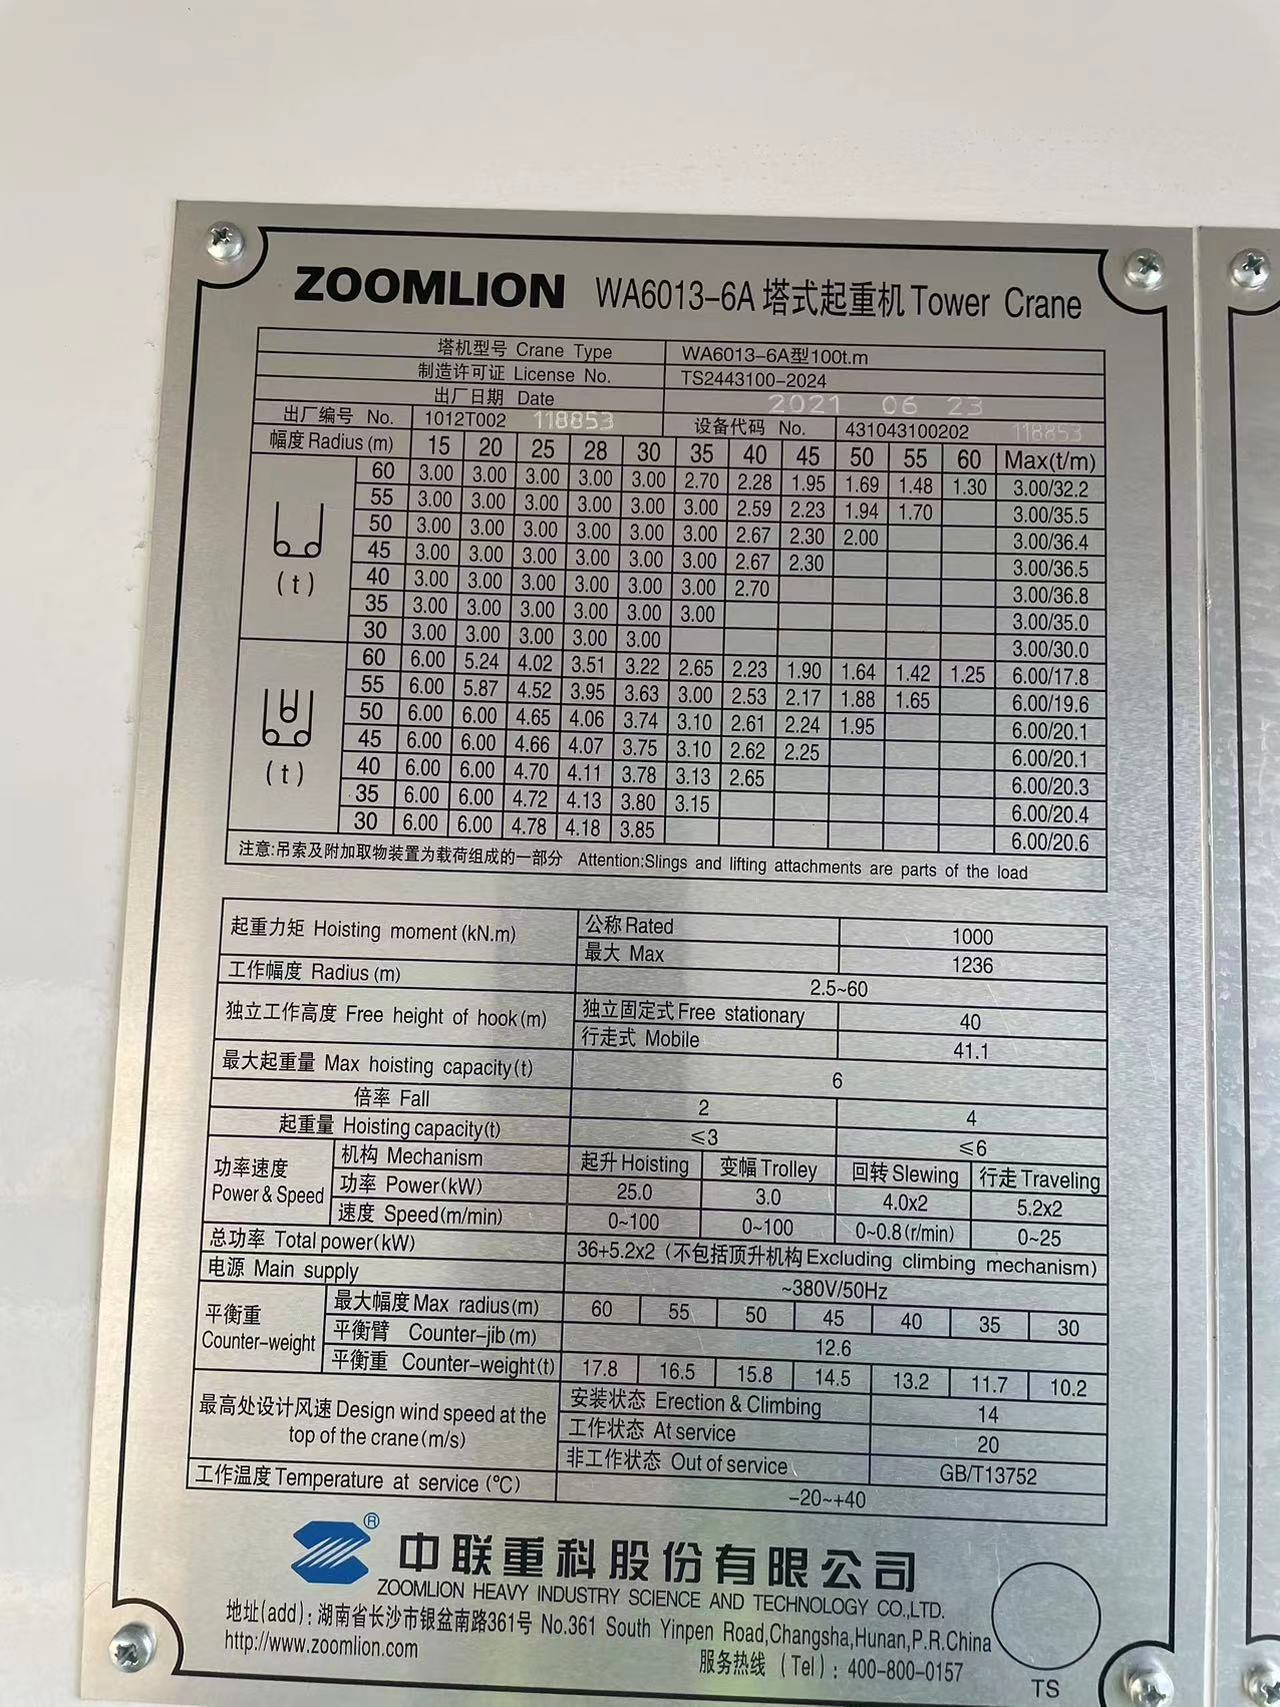 ZOOMLION WA6013-6A 塔式起重机 Tower Crane
塔机型号 Crane Type WA6013-6A型100t.m
制造许可证 License No. TS2443100-2024
出厂日期 Date 2021 06 23
出厂编号 No. 1012T002 118853 设备代码 No. 431043100202 118853
幅度 Radius (m) 15 20 25 28 30 35 40 45 50 55 60 Max(t/m)
60 3.00 3.00 3.00 3.00 3.00 2.70 2.28 1.95 1.69 1.48 1.30 3.00/32.2
55 3.00 3.00 3.00 3.00 3.00 3.00 2.59 2.23 1.94 1.70 3.00/35.5
50 3.00 3.00 3.00 3.00 3.00 3.00 2.67 2.30 2.00 3.00/36.4
45 3.00 3.00 3.00 3.00 3.00 3.00 2.67 2.30 3.00/36.5
(t) 40 3.00 3.00 3.00 3.00 3.00 3.00 2.70 3.00/36.8
35 3.00 3.00 3.00 3.00 3.00 3.00 3.00/35.0
30 3.00 3.00 3.00 3.00 3.00 3.00/30.0
60 6.00 5.24 4.02 3.51 3.22 2.65 2.23 1.90 1.64 1.42 1.25 6.00/17.8
55 6.00 5.87 4.52 3.95 3.63 3.00 2.53 2.17 1.88 1.65 6.00/19.6
50 6.00 6.00 4.65 4.06 3.74 3.10 2.61 2.24 1.95 6.00/20.1
45 6.00 6.00 4.66 4.07 3.75 3.10 2.62 2.25 6.00/20.1
(t) 40 6.00 6.00 4.70 4.11 3.78 3.13 2.65 6.00/20.3
35 6.00 6.00 4.72 4.13 3.80 3.15 6.00/20.4
30 6.00 6.00 4.78 4.18 3.85 6.00/20.6
注意:吊索及附加取物装置为载荷组成的一部分 Attention:Slings and lifting attachments are parts of the load
起重力矩 Hoisting moment (kN.m) 公称 Rated 1000
最大 Max 1236
工作幅度 Radius (m) 2.5~60
独立工作高度 Free height of hook(m) 独立固定式 Free stationary 40
行走式 Mobile 41.1
最大起重量 Max hoisting capacity(t) 6
倍率 Fall 2 4
起重量 Hoisting capacity(t) ≤3 ≤6
功率速度 Power & Speed 机构 Mechanism 起升 Hoisting 变幅 Trolley 回转 Slewing 行走 Traveling
功率 Power(kW) 25.0 3.0 4.0x2 5.2x2
速度 Speed(m/min) 0~100 0~100 0~0.8(r/min) 0~25
总功率 Total power(kW) 36+5.2x2 (不包括顶升机构 Excluding climbing mechanism)
电源 Main supply ~380V/50Hz
平衡重 Counter-weight 最大幅度 Max radius(m) 60 55 50 45 40 35 30
平衡臂 Counter-jib (m) 12.6
平衡重 Counter-weight(t) 17.8 16.5 15.8 14.5 13.2 11.7 10.2
最高处设计风速 Design wind speed at the top of the crane(m/s) 安装状态 Erection & Climbing 14
工作状态 At service 20
非工作状态 Out of service GB/T13752
工作温度 Temperature at service (℃) -20~+40
®
中联重科股份有限公司
ZOOMLION HEAVY INDUSTRY SCIENCE AND TECHNOLOGY CO.,LTD.
地址(add): 湖南省长沙市银盆南路361号 No.361 South Yinpen Road,Changsha,Hunan,P.R.China
http://www.zoomlion.com
服务热线 (Tel): 400-800-0157
TS